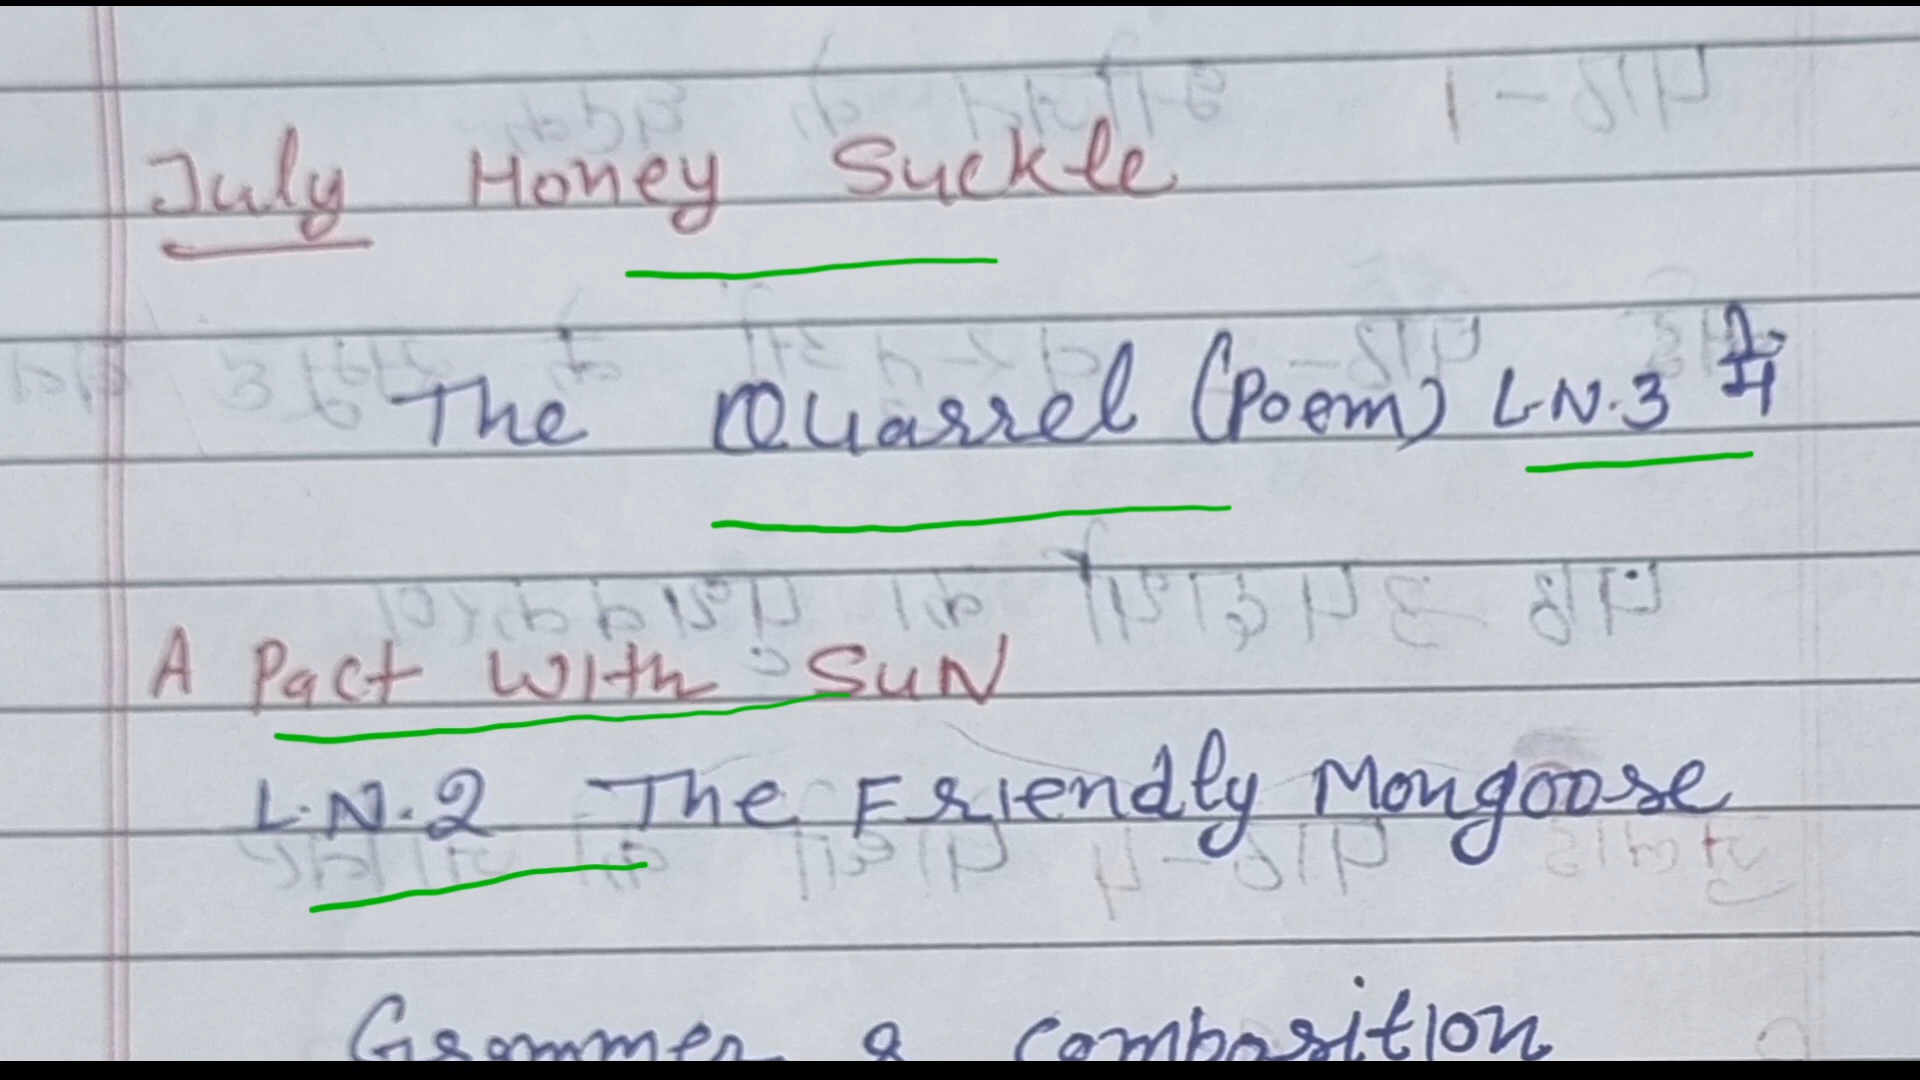 July Honey Suckle
The Quarrel (Poem) L.N.3
A Pact With SUN
L.N.2 The Friendly Mongoose
Grammer & Composition